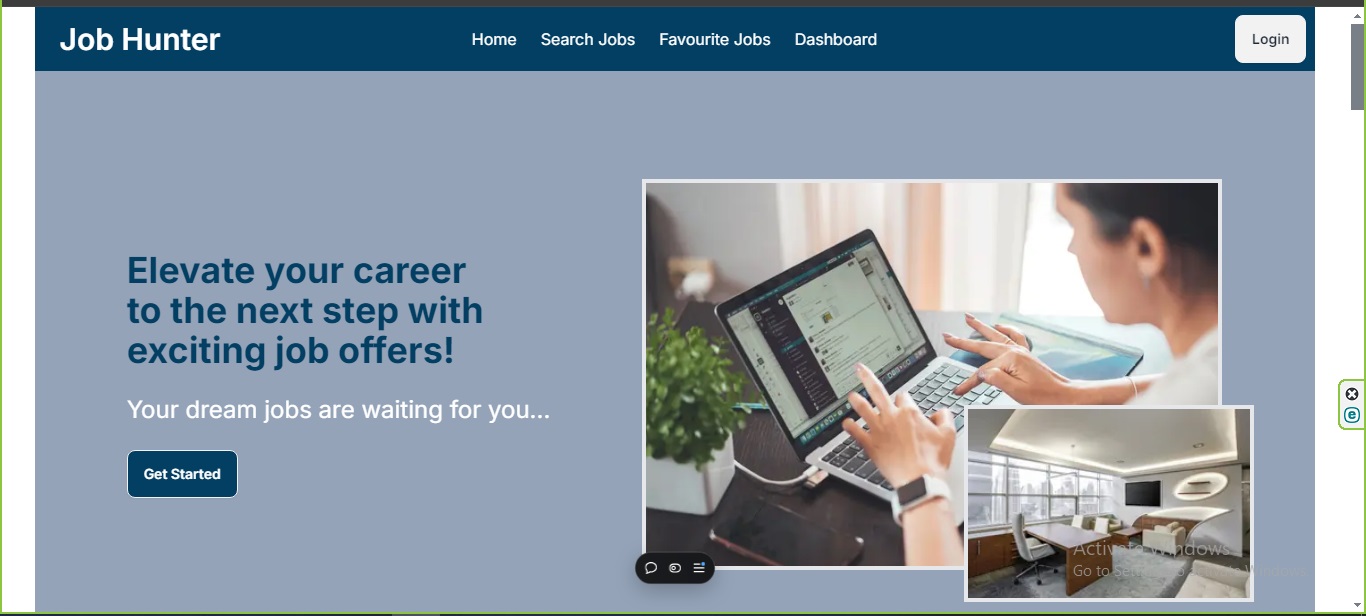 Job Hunter
Home
Search Jobs
Favourite Jobs
Dashboard
Login
Elevate your career
to the next step with
exciting job offers!
Your dream jobs are waiting for you...
Get Started
Activate Windows
Go to Settings to activate Windows.